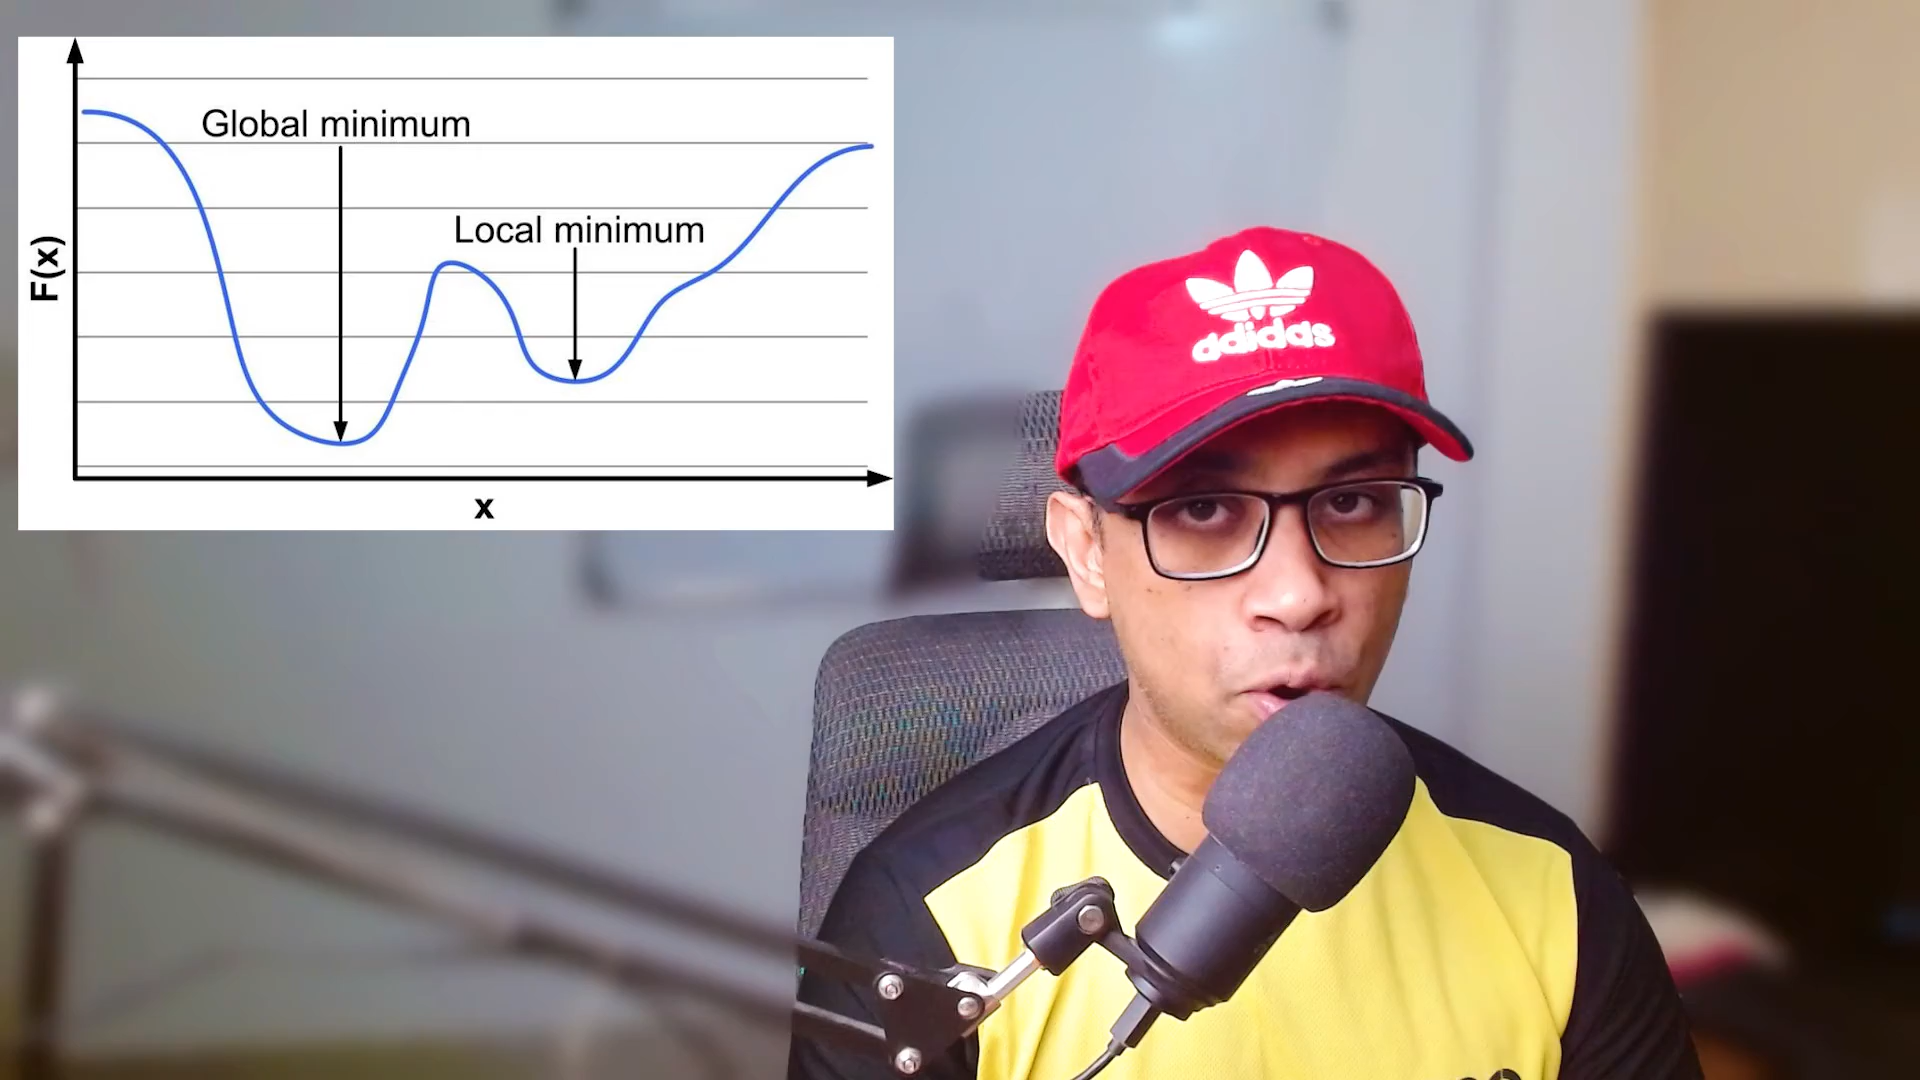 Global minimum
Local minimum
F(x)
x
adidas